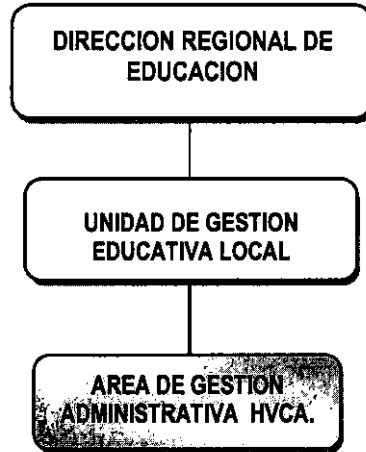 DIRECCION REGIONAL DE
EDUCACION
UNIDAD DE GESTION
EDUCATIVA LOCAL
AREA DE GESTION
ADMINISTRATIVA HVCA.